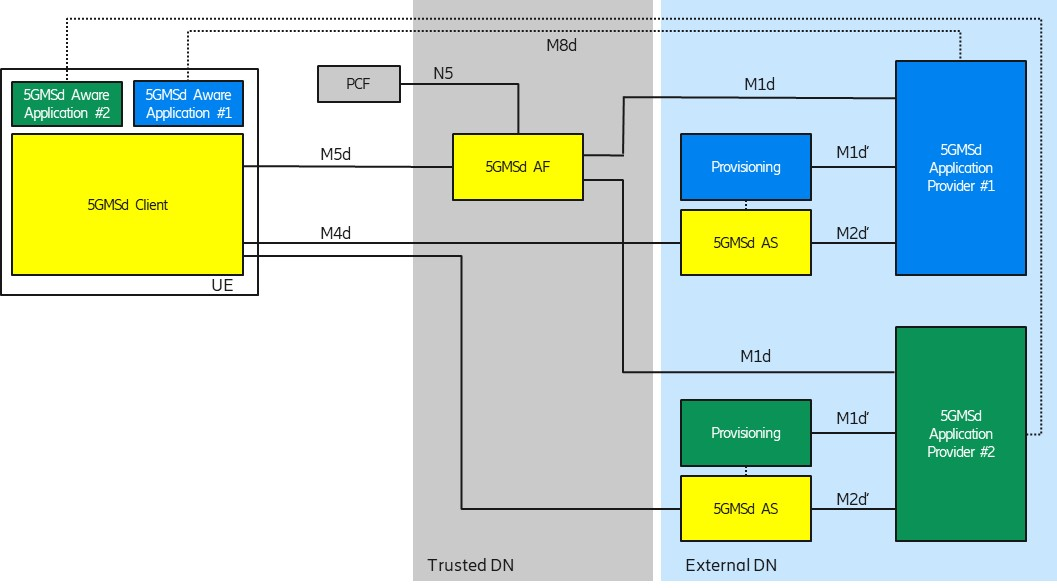 M8d
5GMSd Aware
Application #2
5GMSd Aware
Application #1
PCF
N5
M1d
5GMSd AF
M5d
Provisioning
M1d'
5GMSd
Application
Provider #1
5GMSd Client
M4d
5GMSd AS
M2d'
UE
M1d
Provisioning
M1d'
5GMSd
Application
Provider #2
5GMSd AS
M2d'
Trusted DN
External DN